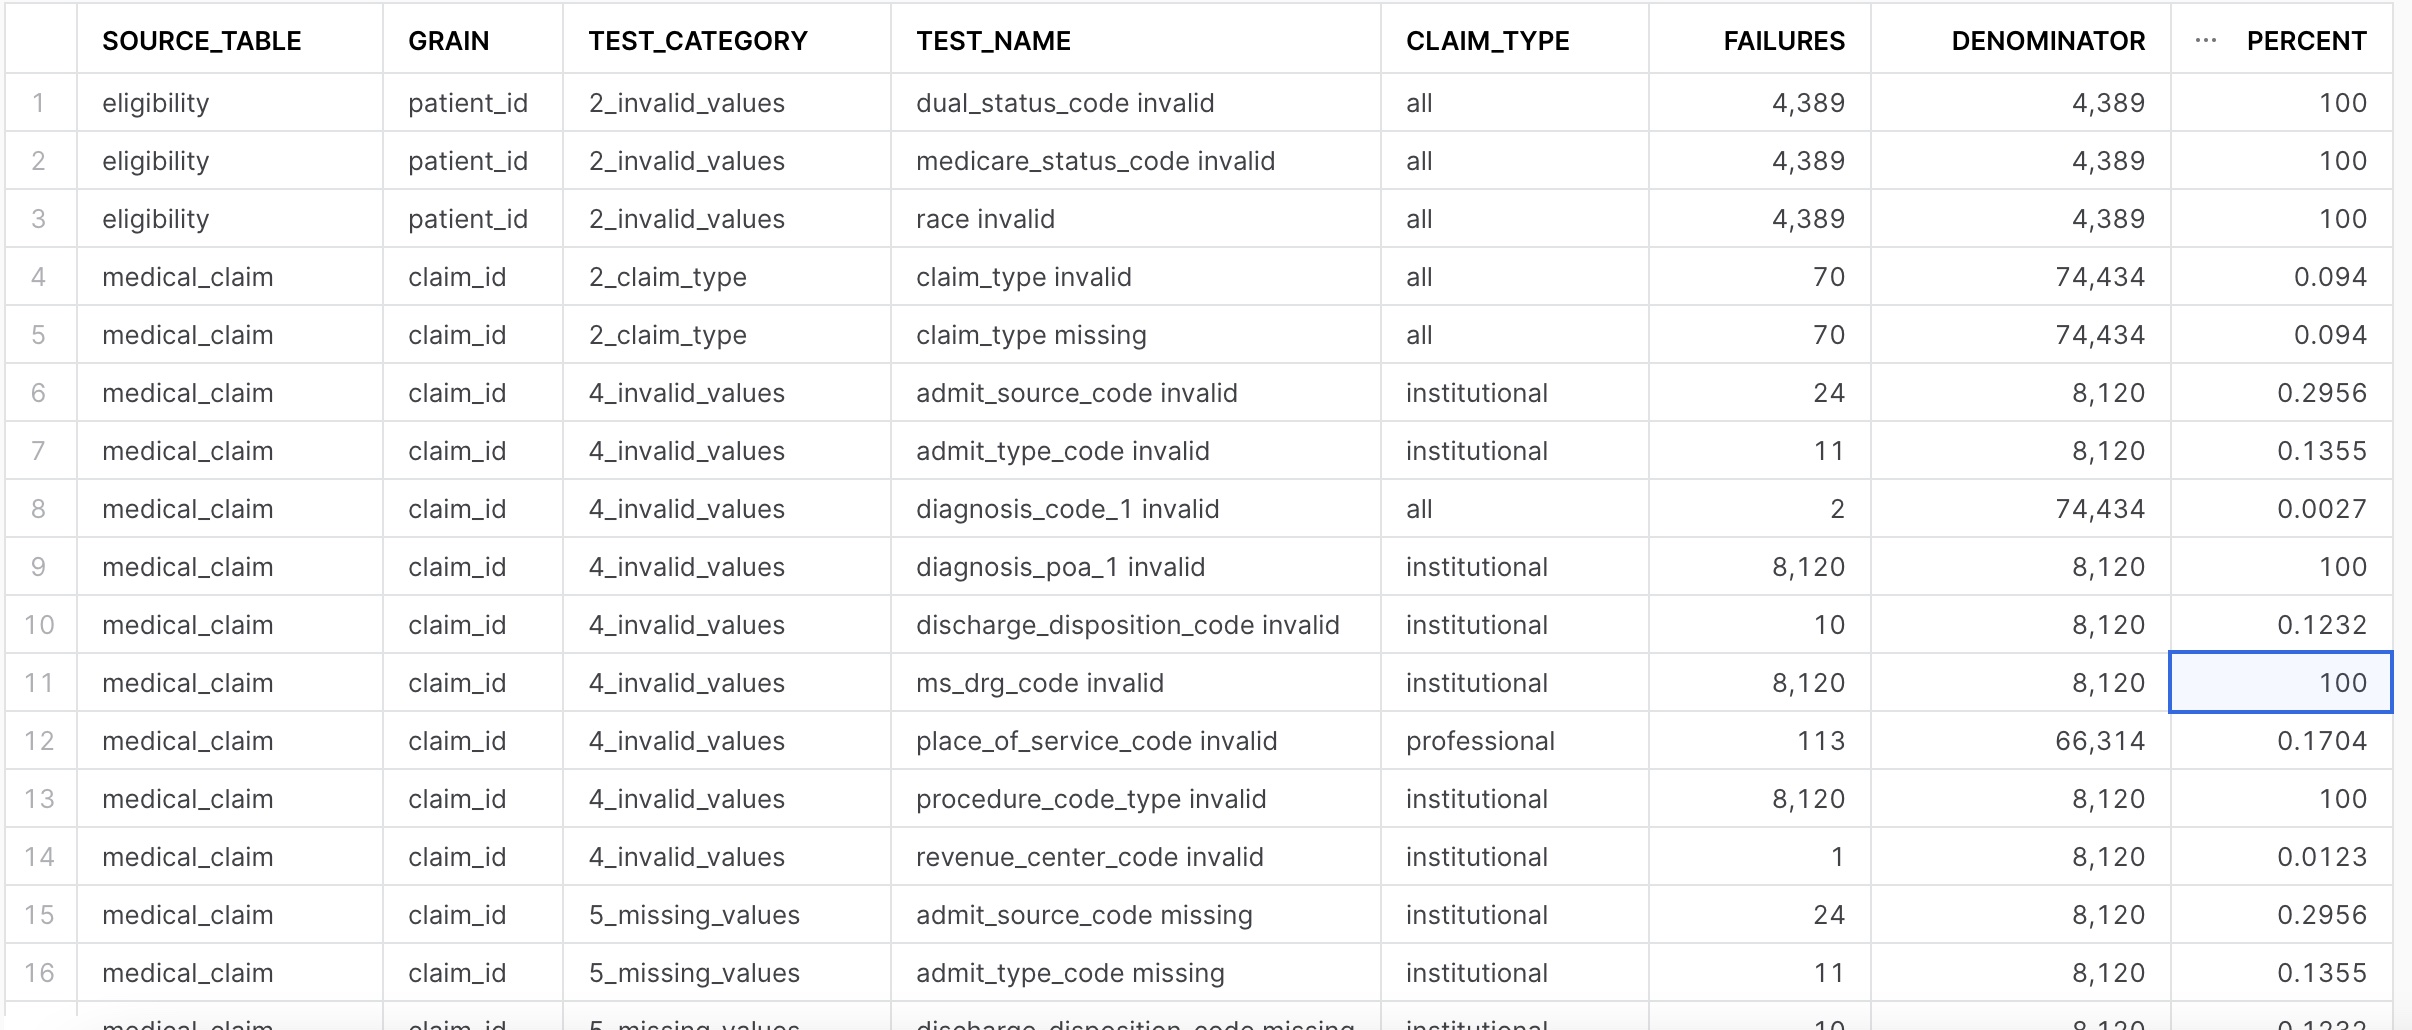 SOURCE_TABLE GRAIN TEST_CATEGORY TEST_NAME CLAIM_TYPE FAILURES DENOMINATOR ... PERCENT
1 eligibility patient_id 2_invalid_values dual_status_code invalid all 4,389 4,389 100
2 eligibility patient_id 2_invalid_values medicare_status_code invalid all 4,389 4,389 100
3 eligibility patient_id 2_invalid_values race invalid all 4,389 4,389 100
4 medical_claim claim_id 2_claim_type claim_type invalid all 70 74,434 0.094
5 medical_claim claim_id 2_claim_type claim_type missing all 70 74,434 0.094
6 medical_claim claim_id 4_invalid_values admit_source_code invalid institutional 24 8,120 0.2956
7 medical_claim claim_id 4_invalid_values admit_type_code invalid institutional 11 8,120 0.1355
8 medical_claim claim_id 4_invalid_values diagnosis_code_1 invalid all 2 74,434 0.0027
9 medical_claim claim_id 4_invalid_values diagnosis_poa_1 invalid institutional 8,120 8,120 100
10 medical_claim claim_id 4_invalid_values discharge_disposition_code invalid institutional 10 8,120 0.1232
11 medical_claim claim_id 4_invalid_values ms_drg_code invalid institutional 8,120 8,120 100
12 medical_claim claim_id 4_invalid_values place_of_service_code invalid professional 113 66,314 0.1704
13 medical_claim claim_id 4_invalid_values procedure_code_type invalid institutional 8,120 8,120 100
14 medical_claim claim_id 4_invalid_values revenue_center_code invalid institutional 1 8,120 0.0123
15 medical_claim claim_id 5_missing_values admit_source_code missing institutional 24 8,120 0.2956
16 medical_claim claim_id 5_missing_values admit_type_code missing institutional 11 8,120 0.1355
medical_claim claim_id 5_missing_values discharge_disposition_code missing institutional 10 8,120 0.1232